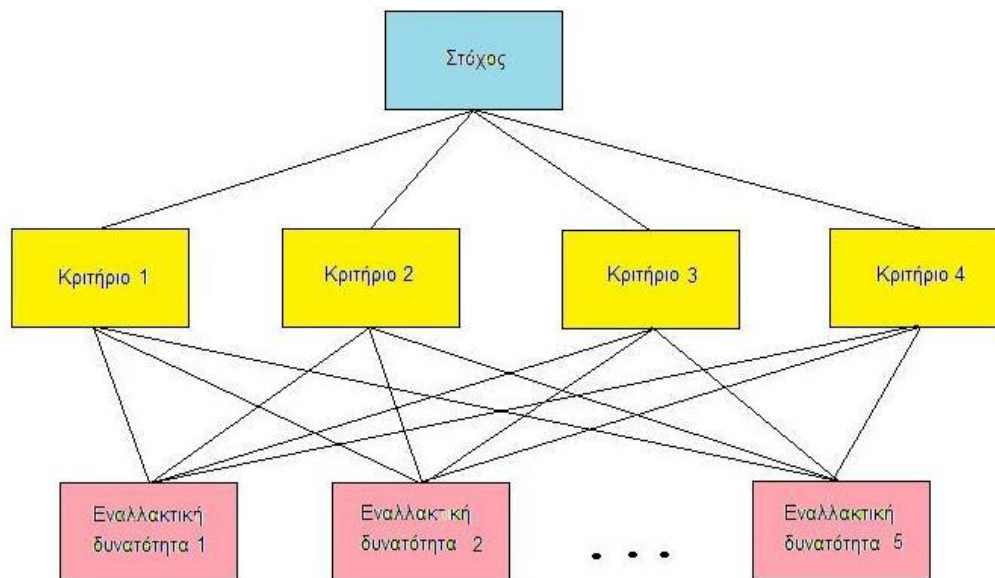 Στόχος
Κριτήριο 1
Κριτήριο 2
Κριτήριο 3
Κριτήριο 4
Εναλλακτική
δυνατότητα 1
Εναλλακτική
δυνατότητα 2
. . .
Εναλλακτική
δυνατότητα 5